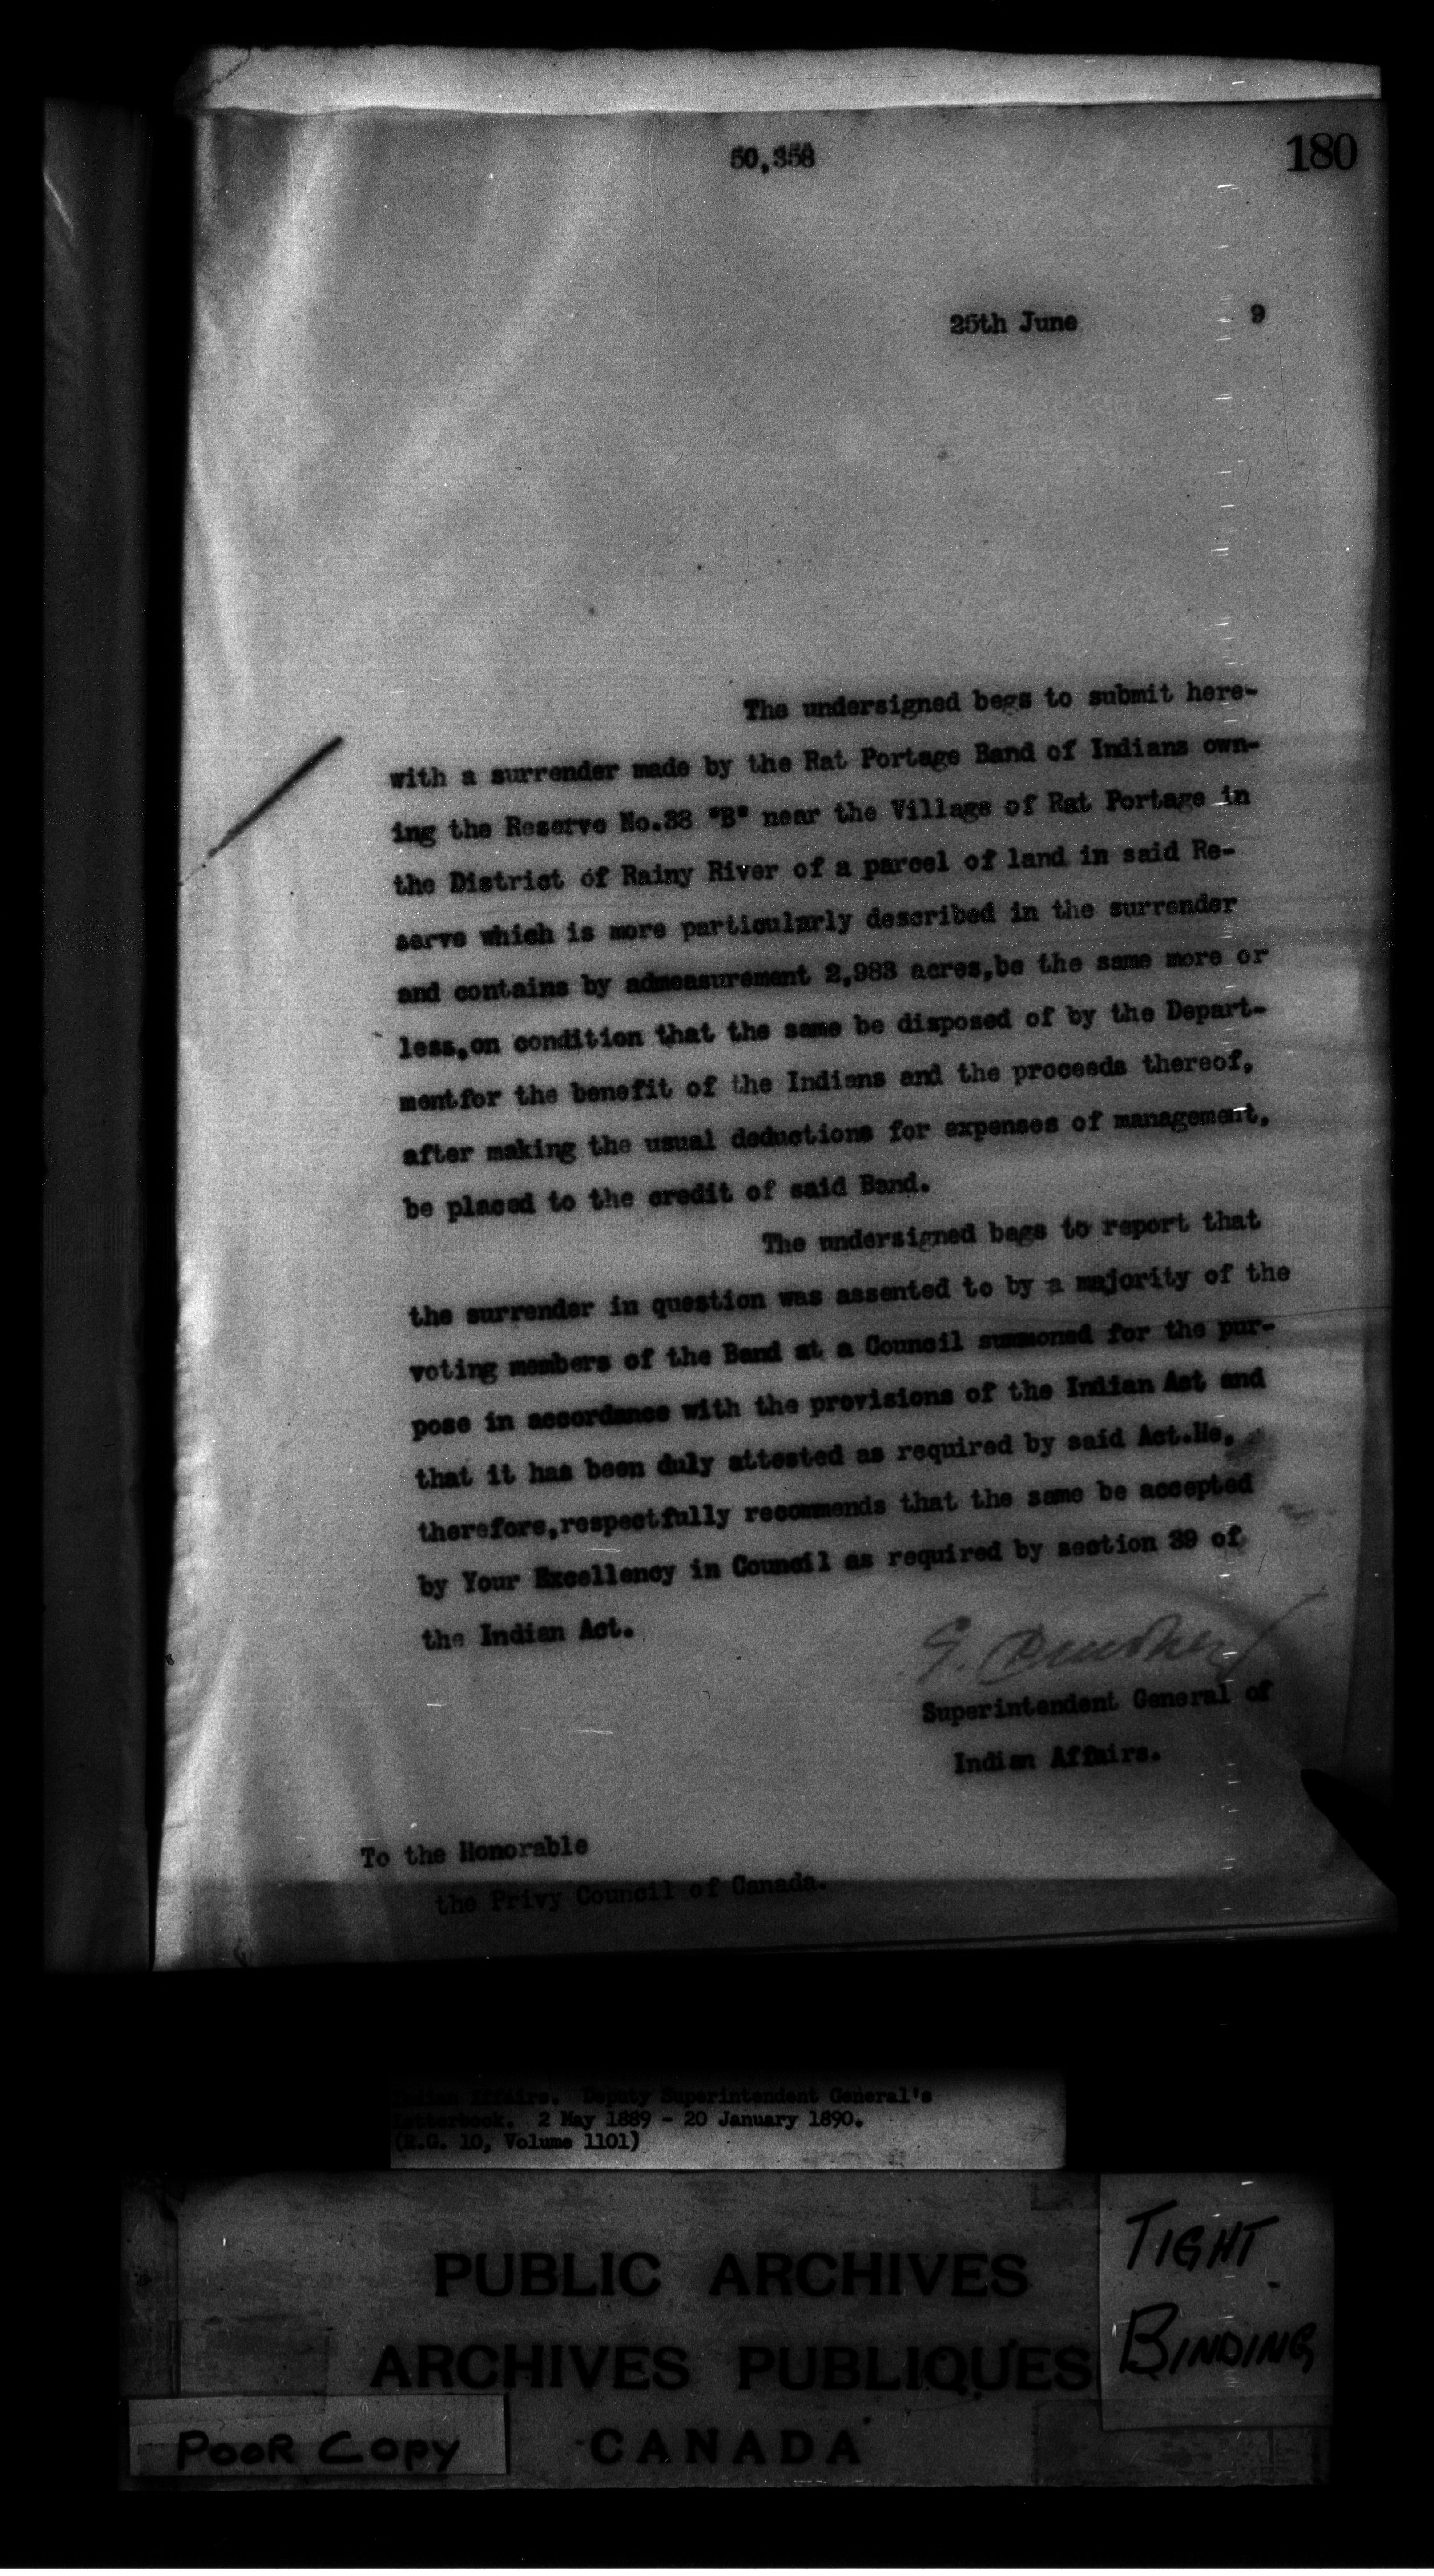 50,358
180
25th June 9
The undersigned begs to submit here-
with a surrender made by the Rat Portage Band of Indians own-
ing the Reserve No.38 "B" near the Village of Rat Portage in
the District of Rainy River of a parcel of land in said Re-
serve which is more particularly described in the surrender
and contains by admeasurement 2,983 acres,be the same more or
less,on condition that the same be disposed of by the Depart-
mentfor the benefit of the Indians and the proceeds thereof,
after making the usual deductions for expenses of management,
be placed to the credit of said Band.
The undersigned begs to report that
the surrender in question was assented to by a majority of the
voting members of the Band at a Council summoned for the pur-
pose in accordance with the provisions of the Indian Act and
that it has been duly attested as required by said Act.He,
therefore,respectfully recommends that the same be accepted
by Your Excellency in Council as required by section 39 of
the Indian Act.
E. Dewdney
Superintendent General of
Indian Affairs.
To the Honorable
the Privy Council of Canada.
Indian Affairs. Deputy Superintendent General's
Letterbook. 2 May 1889 - 20 January 1890.
(R.G. 10, Volume 1101)
TIGHT
BINDING
PUBLIC ARCHIVES
ARCHIVES PUBLIQUES
CANADA
POOR COPY